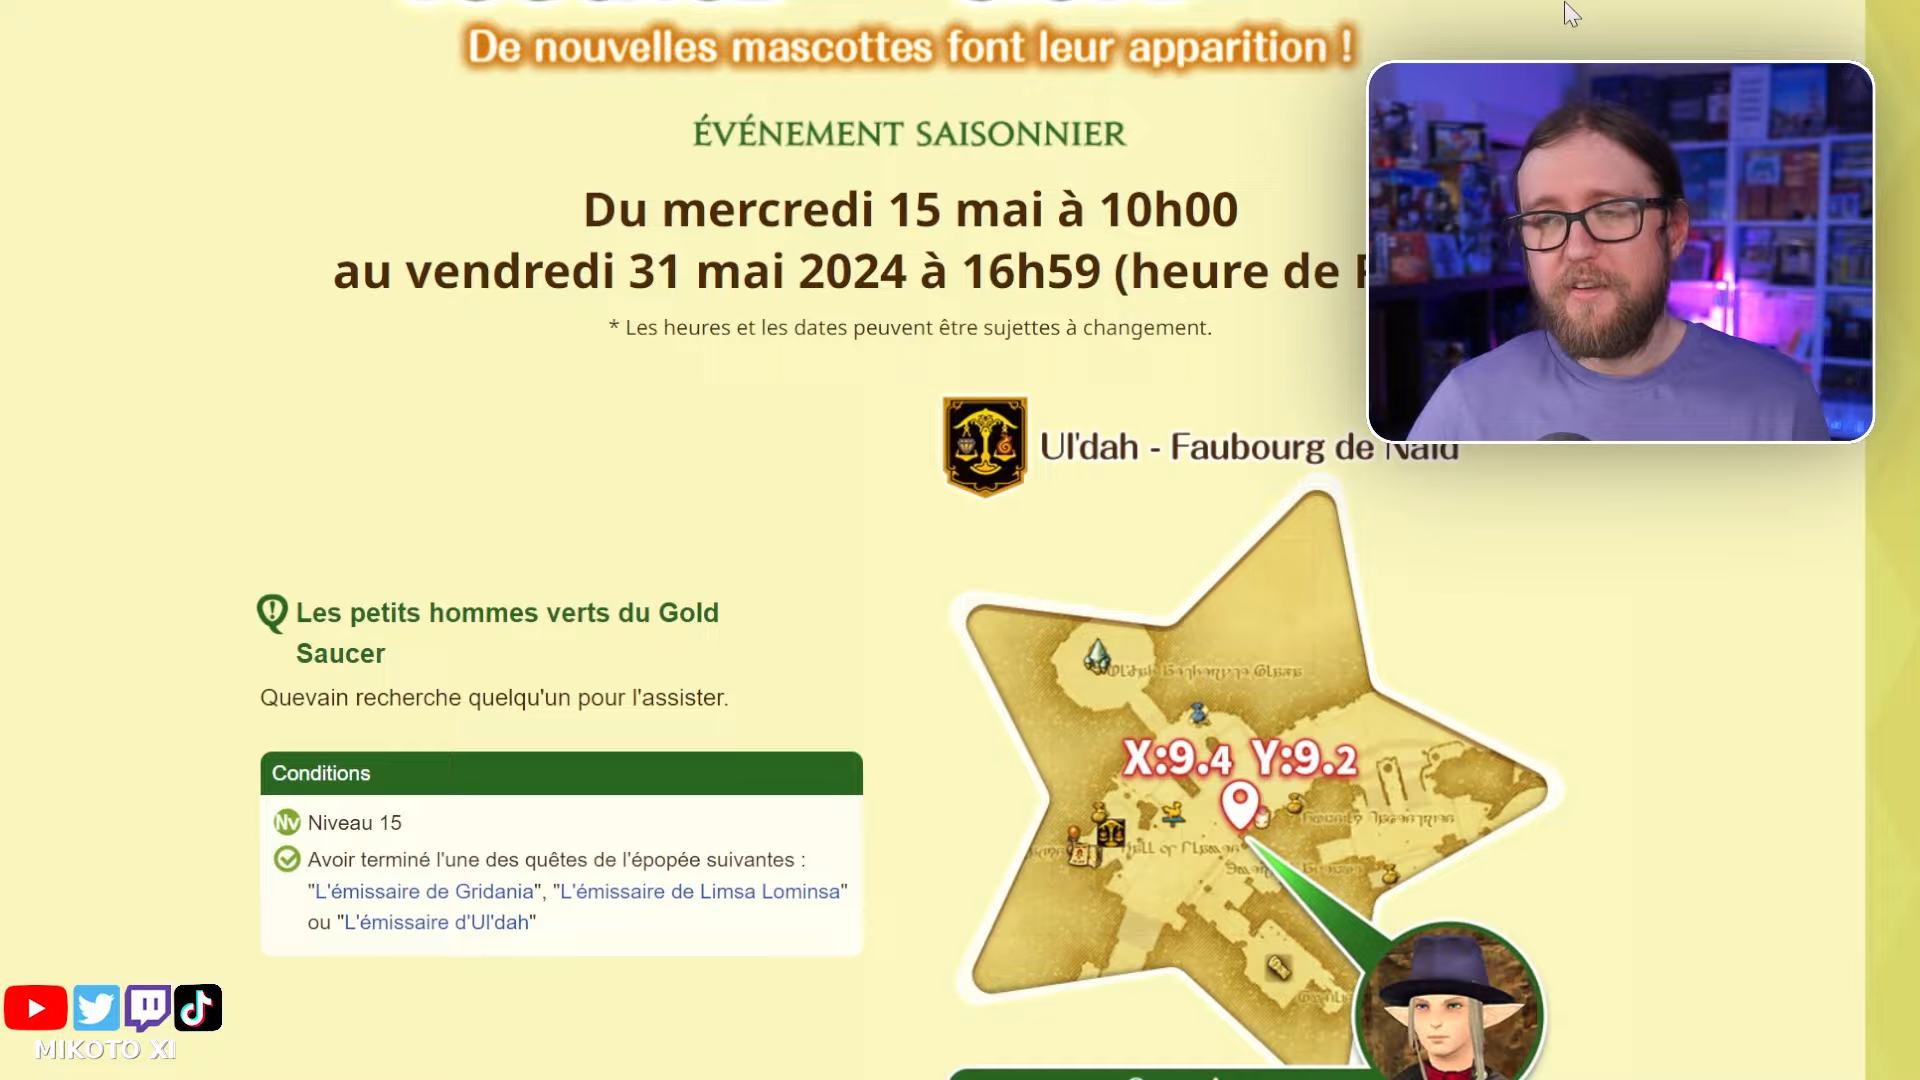 De nouvelles mascottes font leur apparition !
ÉVÉNEMENT SAISONNIER
Du mercredi 15 mai à 10h00
au vendredi 31 mai 2024 à 16h59 (heure de
* Les heures et les dates peuvent être sujettes à changement.
Ul'dah - Faubourg de Nald
Les petits hommes verts du Gold
Saucer
Quevain recherche quelqu'un pour l'assister.
Conditions
Nv Niveau 15
Avoir terminé l'une des quêtes de l'épopée suivantes :
"L'émissaire de Gridania", "L'émissaire de Limsa Lominsa"
ou "L'émissaire d'Ul'dah"
X:9.4 Y:9.2
MIKOTO XI